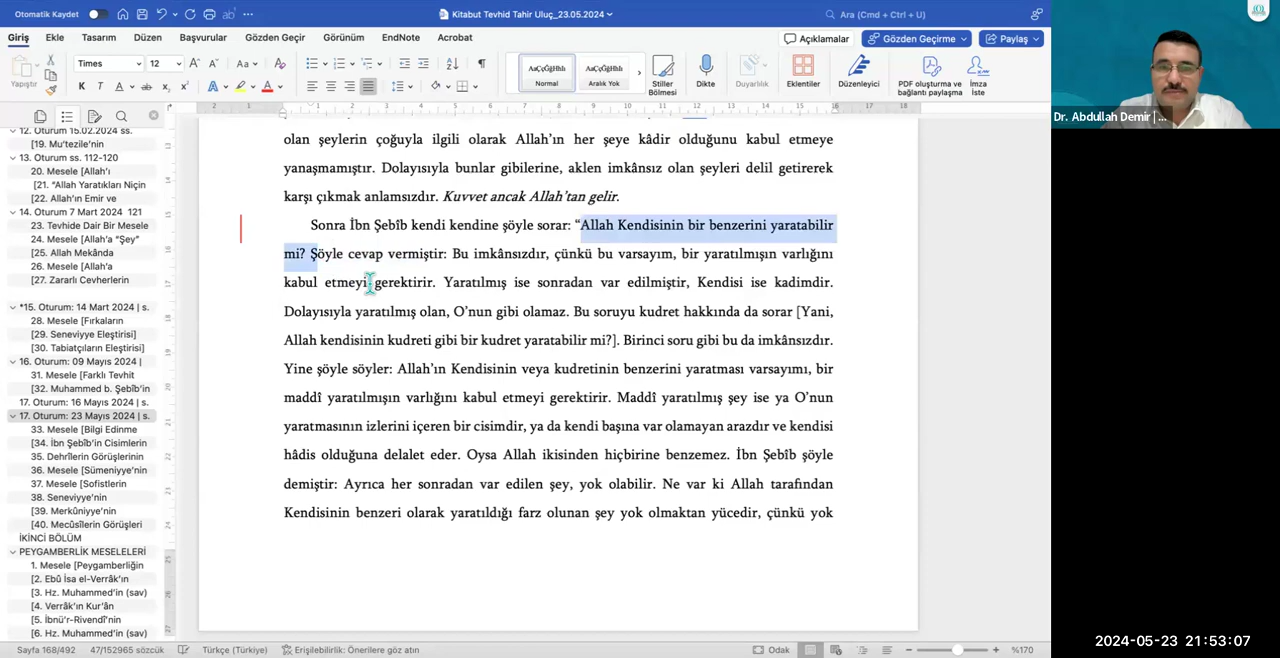 Otomatik Kaydet
Kitabut Tevhid Tahir Uluç_23.05.2024
Ara (Cmd + Ctrl + U)
Giriş Ekle Tasarım Düzen Başvurular Gözden Geçir Görünüm EndNote Acrobat
Açıklamalar Gözden Geçirme Paylaş
Yapıştır
Times 12
AaÇçĞğHh Normal
AaÇçĞğHh Aralık Yok
Stiller Bölmesi
Dikte
Duyarlılık
Eklentiler
Düzenleyici
PDF oluşturma ve bağlantı paylaşma
İmza İste
12. Oturum 15.02.2024 ss.
[19. Mu'tezile'nin
13. Oturum ss. 112-120
20. Mesele [Allah'ı
[21. “Allah Yaratıkları Niçin
[22. Allah'ın Emir ve
14. Oturum 7 Mart 2024 121
23. Tevhide Dair Bir Mesele
24. Mesele [Allah'a “Şey”
[25. Allah Mekânda
26. Mesele [Allah'a
[27. Zararlı Cevherlerin
*15. Oturum: 14 Mart 2024 | s.
28. Mesele [Fırkaların
[29. Seneviyye Eleştirisi]
[30. Tabiatçıların Eleştirisi]
16. Oturum: 09 Mayıs 2024 |
31. Mesele [Farklı Tevhit
[32. Muhammed b. Şebîb'in
17. Oturum: 16 Mayıs 2024 |
17. Oturum: 23 Mayıs 2024 | s.
33. Mesele [Bilgi Edinme
[34. İbn Şebîb'in Cisimlerin
35. Dehrîlerin Görüşlerinin
36. Mesele [Sümeniyye'nin
37. Mesele [Sofistlerin
38. Seneviyye'nin
[39. Merkûniyye'nin
[40. Mecûsîlerin Görüşleri
İKİNCİ BÖLÜM
PEYGAMBERLİK MESELELERİ
1. Mesele [Peygamberliğin
[2. Ebû İsa el-Verrâk'ın
[3. Hz. Muhammed'in (sav)
[4. Verrâk'ın Kur'ân
[5. İbnü'r-Rivendî'nin
[6. Hz. Muhammed'in (sav)
olan şeylerin çoğuyla ilgili olarak Allah’ın her şeye kâdir olduğunu kabul etmeye
yanaşmamıştır. Dolayısıyla bunlar gibilerine, aklen imkânsız olan şeyleri delil getirerek
karşı çıkmak anlamsızdır. Kuvvet ancak Allah’tan gelir.
Sonra İbn Şebîb kendi kendine şöyle sorar: “Allah Kendisinin bir benzerini yaratabilir
mi? Şöyle cevap vermiştir: Bu imkânsızdır, çünkü bu varsayım, bir yaratılmışın varlığını
kabul etmeyi gerektirir. Yaratılmış ise sonradan var edilmiştir, Kendisi ise kadimdir.
Dolayısıyla yaratılmış olan, O’nun gibi olamaz. Bu soruyu kudret hakkında da sorar [Yani,
Allah kendisinin kudreti gibi bir kudret yaratabilir mi?]. Birinci soru gibi bu da imkânsızdır.
Yine şöyle söyler: Allah’ın Kendisinin veya kudretinin benzerini yaratması varsayımı, bir
maddî yaratılmışın varlığını kabul etmeyi gerektirir. Maddî yaratılmış şey ise ya O’nun
yaratmasının izlerini içeren bir cisimdir, ya da kendi başına var olamayan arazdır ve kendisi
hâdis olduğuna delalet eder. Oysa Allah ikisinden hiçbirine benzemez. İbn Şebîb şöyle
demiştir: Ayrıca her sonradan var edilen şey, yok olabilir. Ne var ki Allah tarafından
Kendisinin benzeri olarak yaratıldığı farz olunan şey yok olmaktan yücedir, çünkü yok
Sayfa 168/492 47/152965 sözcük Türkçe (Türkiye) Erişilebilirlik: Önerilere göz atın Odak %170
Dr. Abdullah Demir | ...
2024-05-23 21:53:07